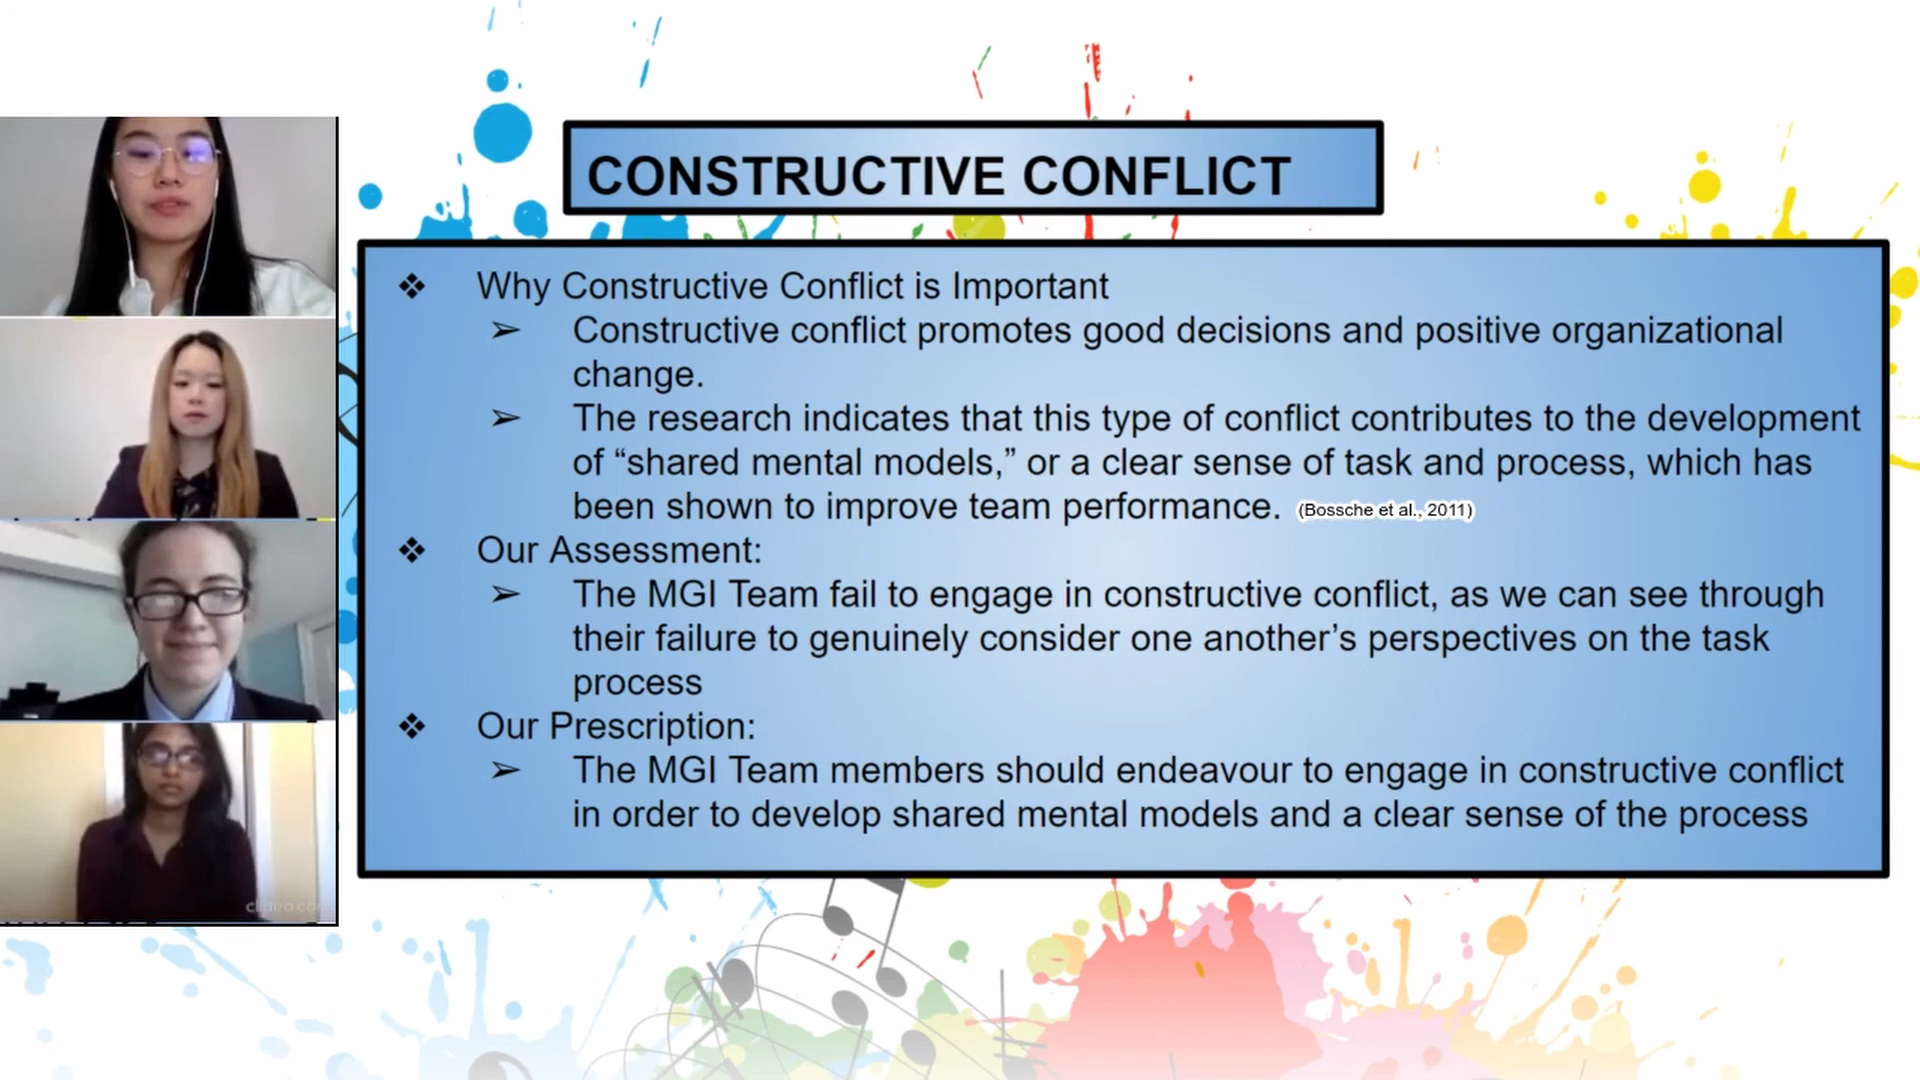 CONSTRUCTIVE CONFLICT
❖ Why Constructive Conflict is Important
➢ Constructive conflict promotes good decisions and positive organizational
change.
➢ The research indicates that this type of conflict contributes to the development
of “shared mental models,” or a clear sense of task and process, which has
been shown to improve team performance. (Bossche et al., 2011)
❖ Our Assessment:
➢ The MGI Team fail to engage in constructive conflict, as we can see through
their failure to genuinely consider one another’s perspectives on the task
process
❖ Our Prescription:
➢ The MGI Team members should endeavour to engage in constructive conflict
in order to develop shared mental models and a clear sense of the process